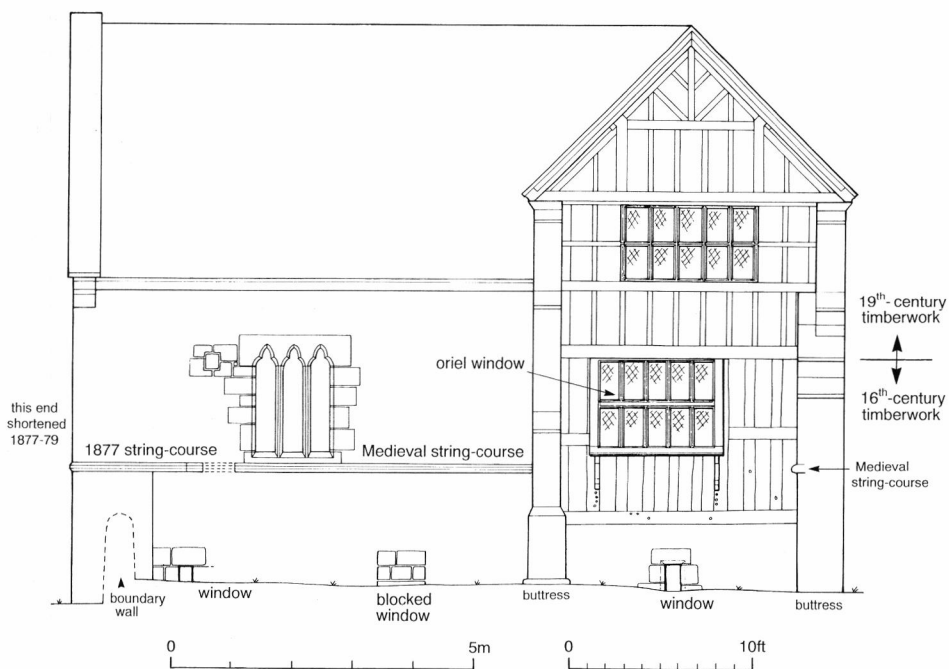 19th- century
timberwork
oriel window
16th-century
timberwork
this end
shortened
1877-79
1877 string-course
Medieval string-course
Medieval
string-course
boundary
wall
window
blocked
window
buttress
window
buttress
0 5m 0 10ft